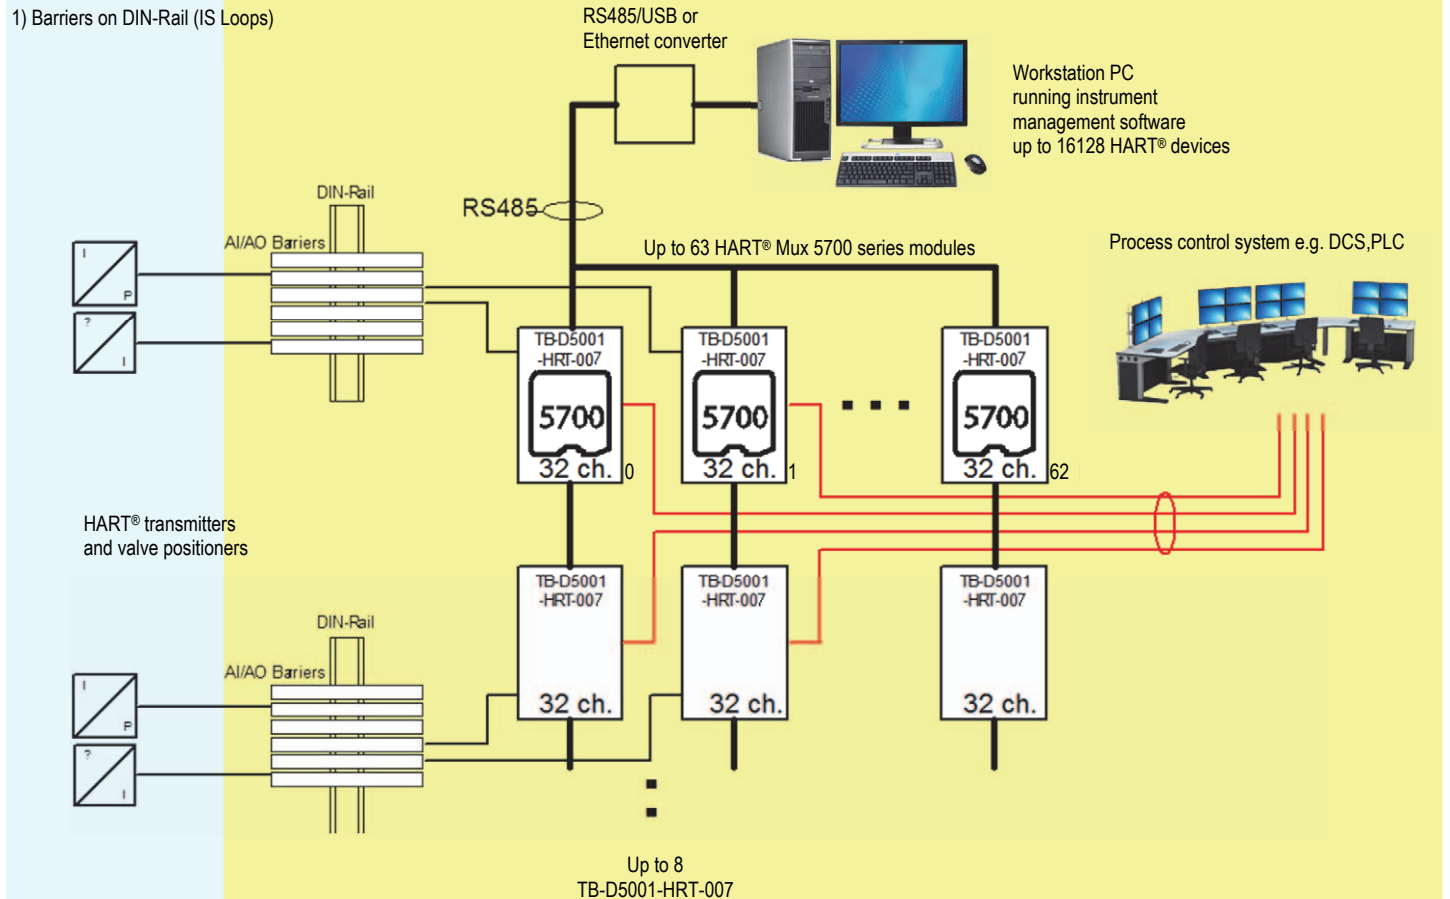 1) Barriers on DIN-Rail (IS Loops)
RS485/USB or
Ethernet converter
Workstation PC
running instrument
management software
up to 16128 HART® devices
DIN-Rail
RS485
AI/AO Barriers
Up to 63 HART® Mux 5700 series modules
Process control system e.g. DCS,PLC
I
P
?
I
TB-D5001
-HRT-007
5700
32 ch.
0
TB-D5001
-HRT-007
5700
32 ch.
1
TB-D5001
-HRT-007
5700
32 ch.
62
HART® transmitters
and valve positioners
DIN-Rail
AI/AO Barriers
I
P
?
I
TB-D5001
-HRT-007
32 ch.
TB-D5001
-HRT-007
32 ch.
TB-D5001
-HRT-007
32 ch.
Up to 8
TB-D5001-HRT-007